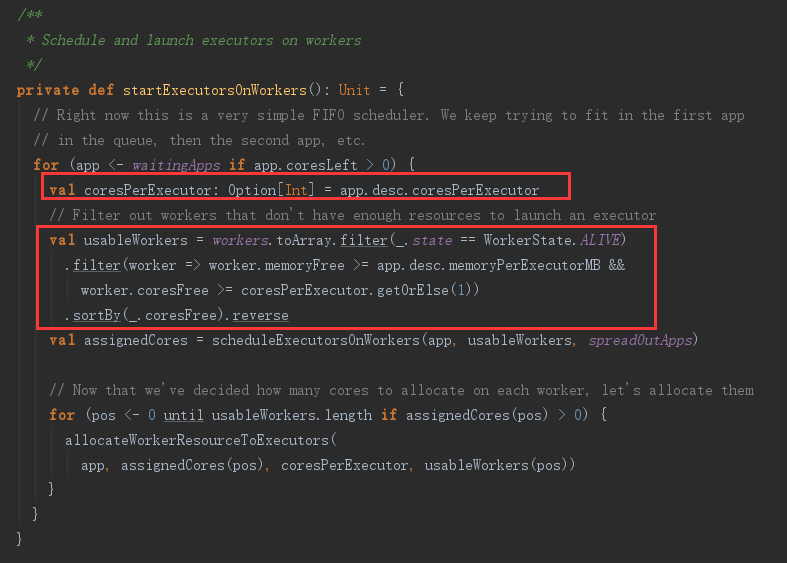 /**
 * Schedule and launch executors on workers
 */
private def startExecutorsOnWorkers(): Unit = {
  // Right now this is a very simple FIFO scheduler. We keep trying to fit in the first app
  // in the queue, then the second app, etc.
  for (app <- waitingApps if app.coresLeft > 0) {
    val coresPerExecutor: Option[Int] = app.desc.coresPerExecutor
    // Filter out workers that don't have enough resources to launch an executor
    val usableWorkers = workers.toArray.filter(_.state == WorkerState.ALIVE)
      .filter(worker => worker.memoryFree >= app.desc.memoryPerExecutorMB &&
        worker.coresFree >= coresPerExecutor.getOrElse(1))
      .sortBy(_.coresFree).reverse
    val assignedCores = scheduleExecutorsOnWorkers(app, usableWorkers, spreadOutApps)

    // Now that we've decided how many cores to allocate on each worker, let's allocate them
    for (pos <- 0 until usableWorkers.length if assignedCores(pos) > 0) {
      allocateWorkerResourceToExecutors(
        app, assignedCores(pos), coresPerExecutor, usableWorkers(pos))
    }
  }
}